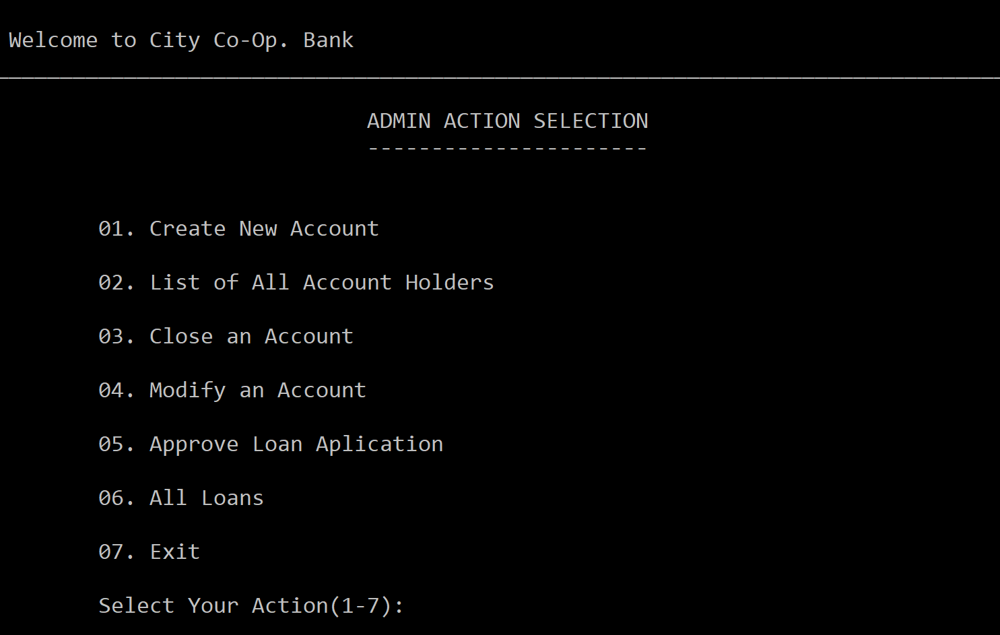 Welcome to City Co-Op. Bank
ADMIN ACTION SELECTION
----------------------
01. Create New Account
02. List of All Account Holders
03. Close an Account
04. Modify an Account
05. Approve Loan Aplication
06. All Loans
07. Exit
Select Your Action(1-7):